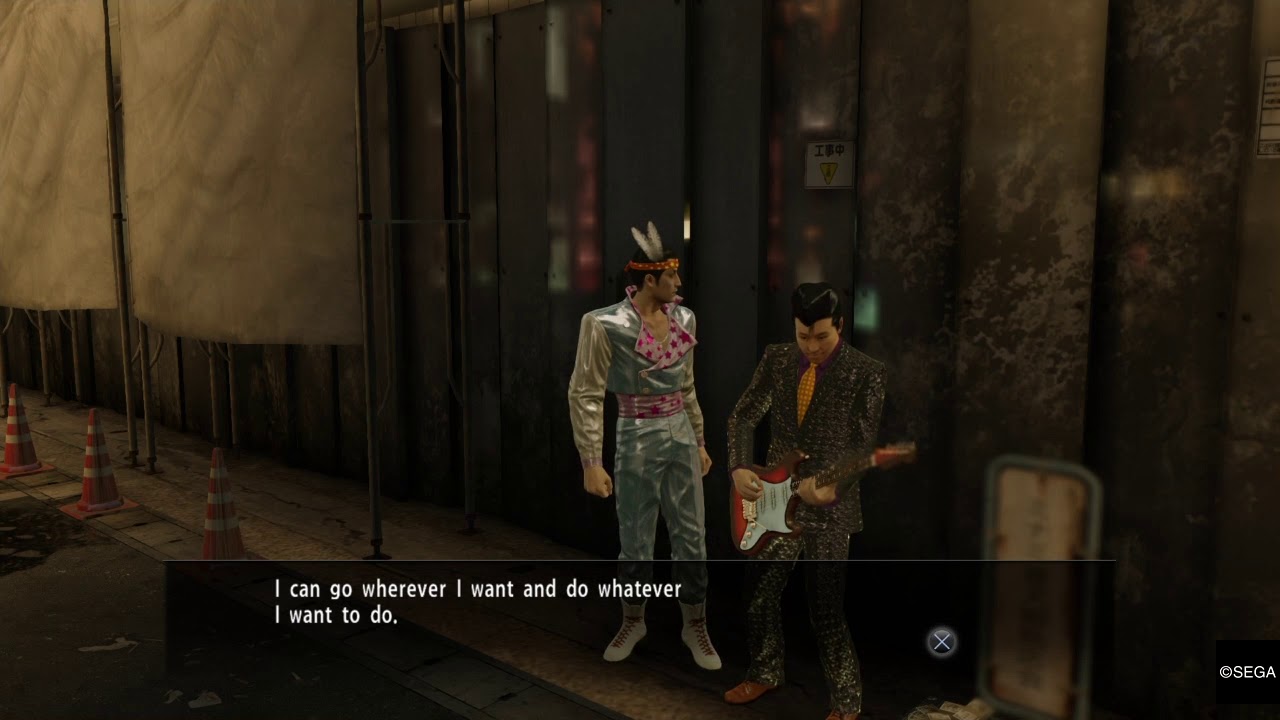 工事中
I can go wherever I want and do whatever
I want to do.
©SEGA